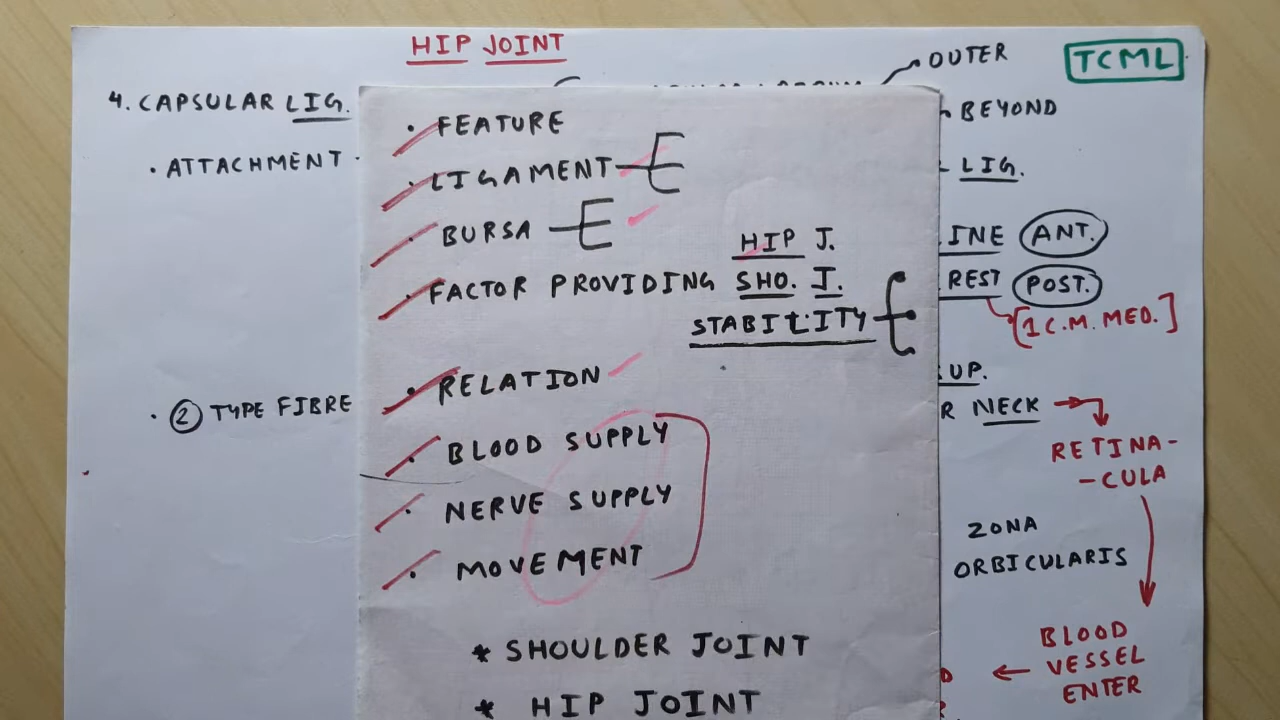 HIP JOINT
TCML
OUTER
4. CAPSULAR LIG.
BEYOND
· ATTACHMENT ·
LIG.
INE ANT.
REST POST.
[1 C.M. MED.]
UP.
· ② TYPE FIBRE
R NECK →
RETINA-
-CULA
ZONA
ORBICULARIS
BLOOD
VESSEL
ENTER
· FEATURE
· LIGAMENT
· BURSA
HIP J.
· FACTOR PROVIDING SHO. J.
STABILITY
· RELATION
· BLOOD SUPPLY
· NERVE SUPPLY
· MOVEMENT
* SHOULDER JOINT
* HIP JOINT